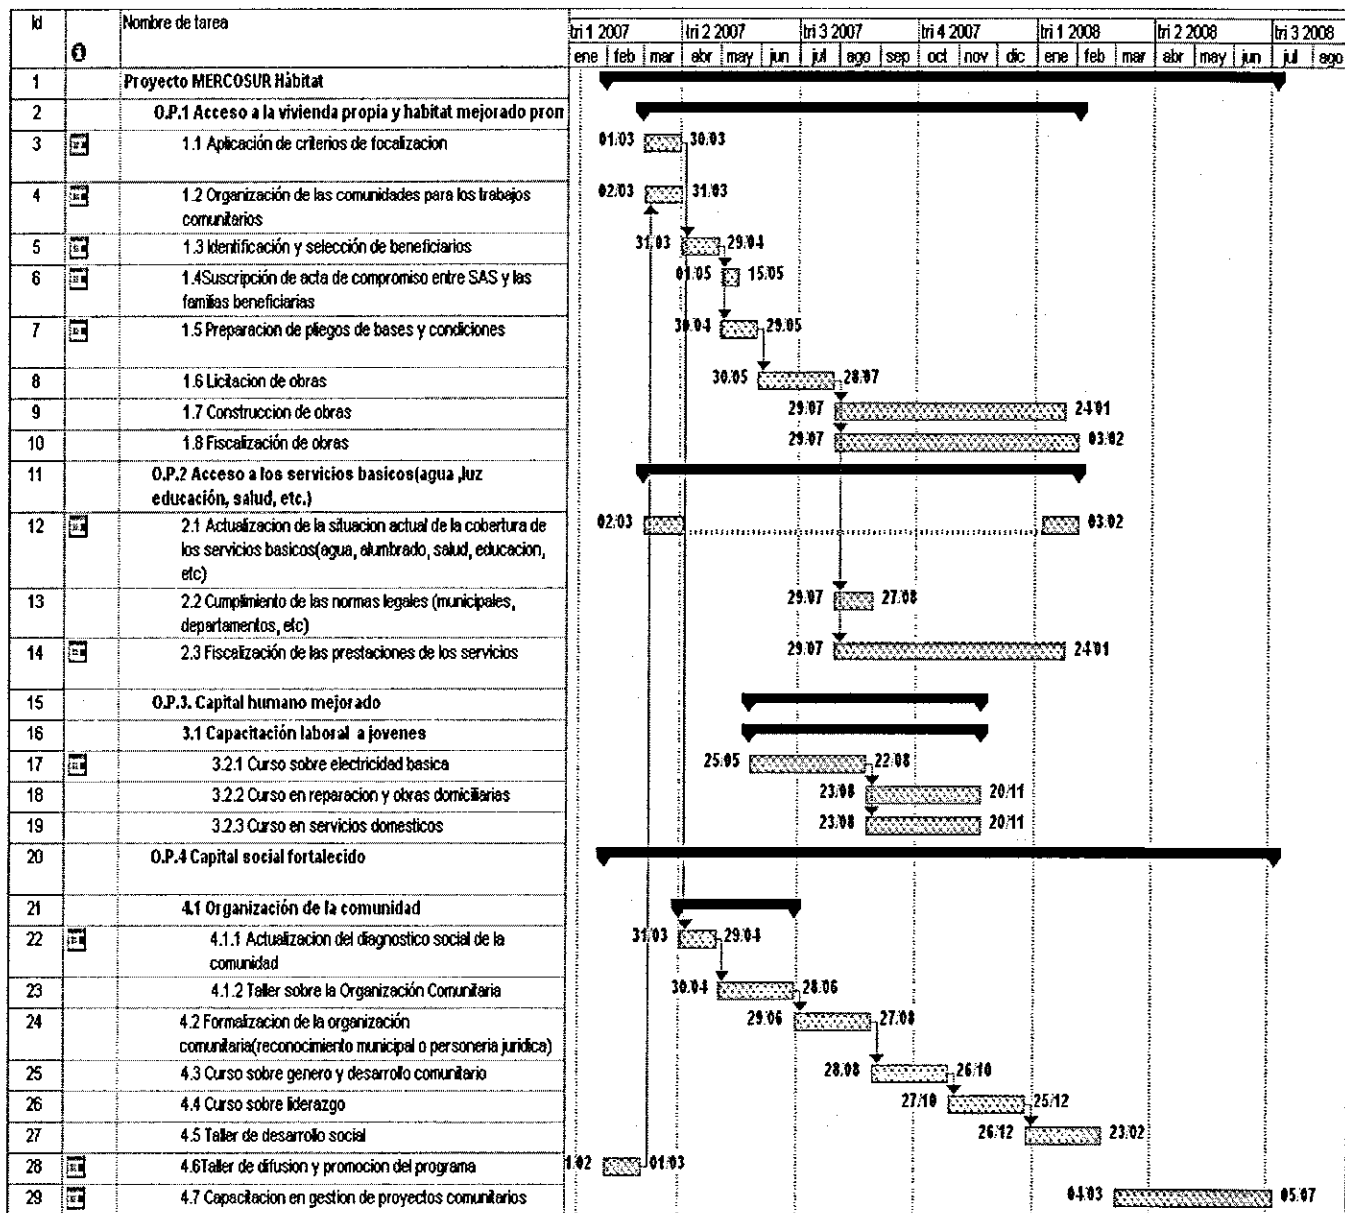 Id Nombre de tarea
tri 1 2007 tri 2 2007 tri 3 2007 tri 4 2007 tri 1 2008 tri 2 2008 tri 3 2008
ene feb mar abr may jun jul ago sep oct nov dic ene feb mar abr may jun jul ago
1 Proyecto MERCOSUR Hábitat
2 O.P.1 Acceso a la vivienda propia y habitat mejorado prom
3 1.1 Aplicación de criterios de focalizacion 01/03 30/03
4 1.2 Organización de las comunidades para los trabajos 02/03 31/03
comunitarios
5 1.3 Identificación y selección de beneficiarios 31/03 29/04
6 1.4Suscripción de acta de compromiso entre SAS y las 01/05 15/05
familias beneficiarias
7 1.5 Preparacion de pliegos de bases y condiciones 30/04 29/05
8 1.6 Licitacion de obras 30/05 28/07
9 1.7 Construccion de obras 29/07 24/01
10 1.8 Fiscalización de obras 29/07 03/02
11 O.P.2 Acceso a los servicios basicos(agua ,luz
educación, salud, etc.)
12 2.1 Actualizacion de la situacion actual de la cobertura de 02/03 03/02
los servicios basicos(agua, alumbrado, salud, educacion,
etc)
13 2.2 Cumplimiento de las normas legales (municipales, 29/07 27/08
departamentos, etc)
14 2.3 Fiscalización de las prestaciones de los servicios 29/07 24/01
15 O.P.3. Capital humano mejorado
16 3.1 Capacitación laboral a jovenes
17 3.2.1 Curso sobre electricidad basica 25/05 22/08
18 3.2.2 Curso en reparacion y obras domiciliarias 23/08 20/11
19 3.2.3 Curso en servicios domesticos 23/08 20/11
20 O.P.4 Capital social fortalecido
21 4.1 Organización de la comunidad
22 4.1.1 Actualizacion del diagnostico social de la 31/03 29/04
comunidad
23 4.1.2 Taller sobre la Organización Comunitaria 30/04 28/06
24 4.2 Formalizacion de la organización 29/06 27/08
comunitaria(reconocimiento municipal o personeria juridica)
25 4.3 Curso sobre genero y desarrollo comunitario 28/08 26/10
26 4.4 Curso sobre liderazgo 27/10 25/12
27 4.5 Taller de desarrollo social 26/12 23/02
28 4.6Taller de difusion y promocion del programa 1/02 01/03
29 4.7 Capacitacion en gestion de proyectos comunitarios 04/03 05/07